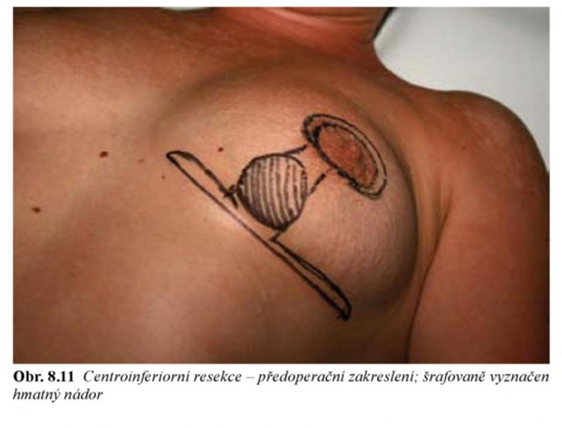 Obr. 8.11 Centroinferiorní resekce – předoperační zakreslení; šrafovaně vyznačen
hmatný nádor